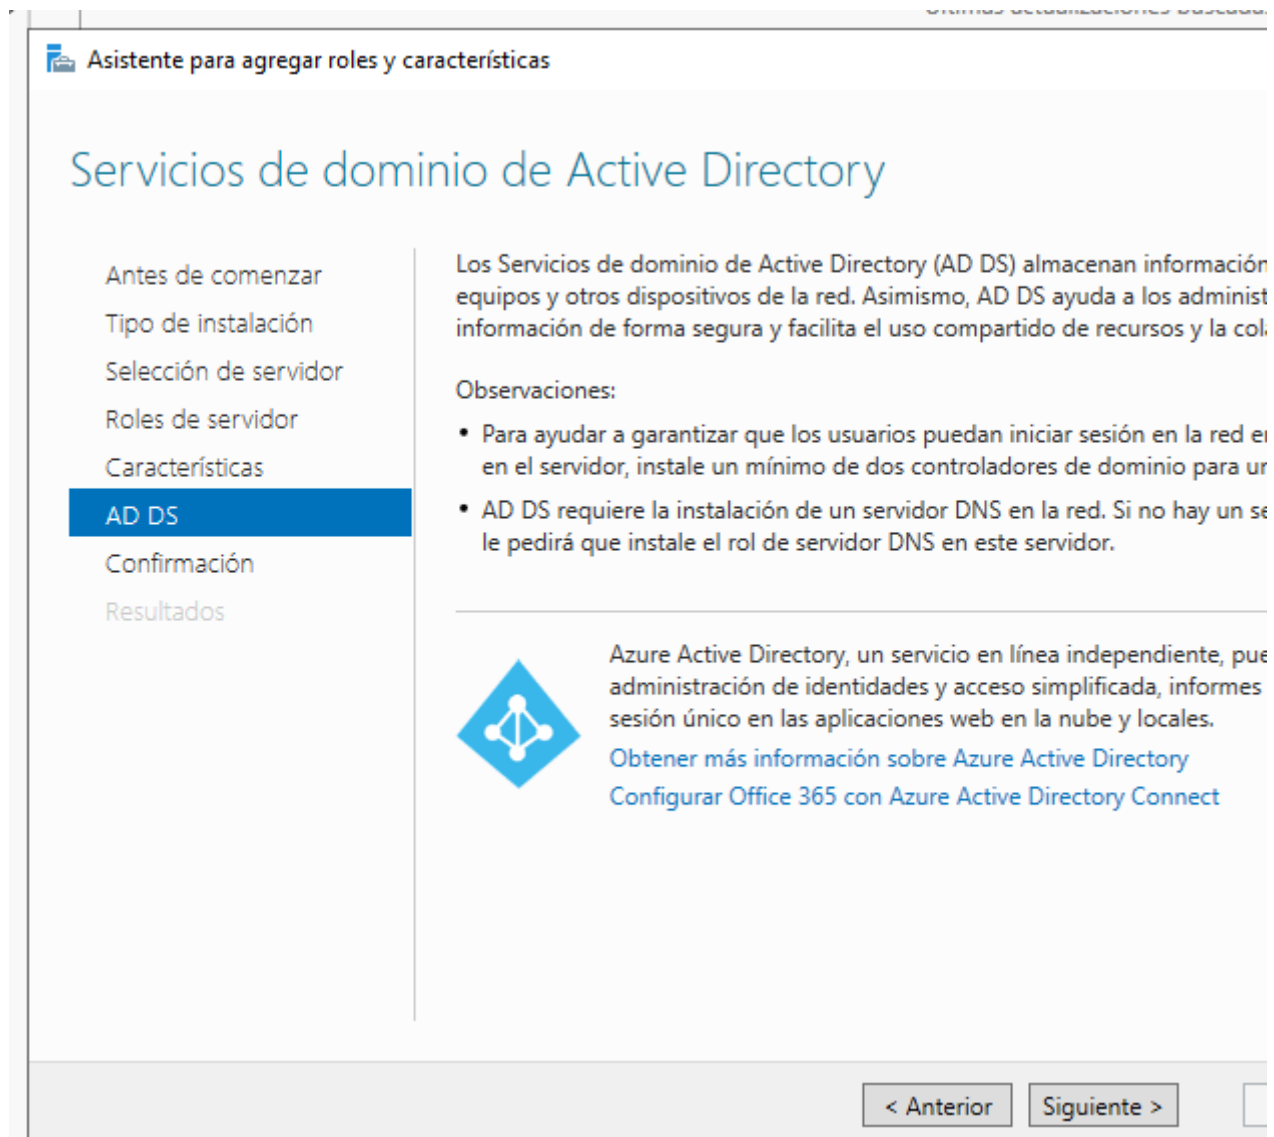 Asistente para agregar roles y características
Servicios de dominio de Active Directory
Antes de comenzar
Tipo de instalación
Selección de servidor
Roles de servidor
Características
AD DS
Confirmación
Resultados
Los Servicios de dominio de Active Directory (AD DS) almacenan información
equipos y otros dispositivos de la red. Asimismo, AD DS ayuda a los
información de forma segura y facilita el uso compartido de recursos y la
Observaciones:
• Para ayudar a garantizar que los usuarios puedan iniciar sesión en la red
en el servidor, instale un mínimo de dos controladores de dominio para
• AD DS requiere la instalación de un servidor DNS en la red. Si no hay un
le pedirá que instale el rol de servidor DNS en este servidor.
Azure Active Directory, un servicio en línea independiente,
administración de identidades y acceso simplificada, informes
sesión único en las aplicaciones web en la nube y locales.
Obtener más información sobre Azure Active Directory
Configurar Office 365 con Azure Active Directory Connect
< Anterior
Siguiente >